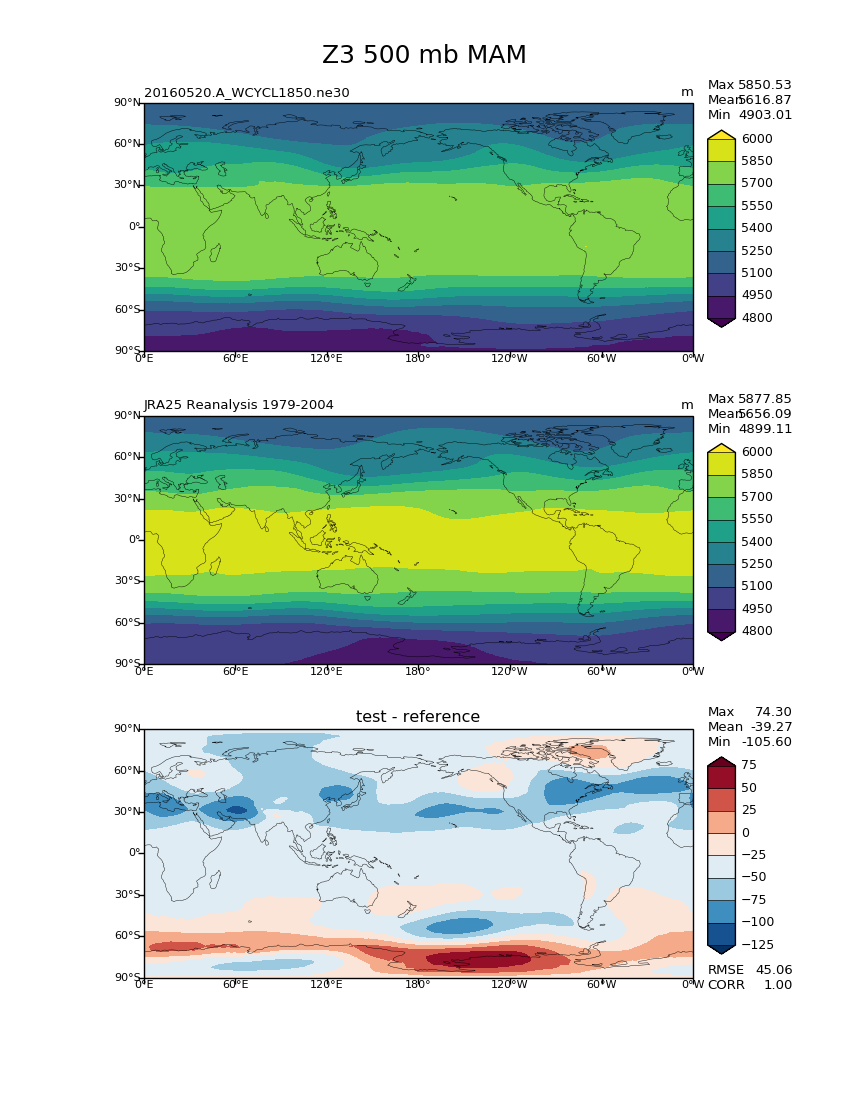 Z3 500 mb MAM
20160520.A_WCYCL1850.ne30 m
Max 5850.53
Mean 5616.87
Min 4903.01
90°N
60°N
30°N
0°
30°S
60°S
90°S
0°E 60°E 120°E 180° 120°W 60°W 0°W
6000
5850
5700
5550
5400
5250
5100
4950
4800
JRA25 Reanalysis 1979-2004 m
Max 5877.85
Mean 5656.09
Min 4899.11
90°N
60°N
30°N
0°
30°S
60°S
90°S
0°E 60°E 120°E 180° 120°W 60°W 0°W
6000
5850
5700
5550
5400
5250
5100
4950
4800
test - reference
Max 74.30
Mean -39.27
Min -105.60
90°N
60°N
30°N
0°
30°S
60°S
90°S
0°E 60°E 120°E 180° 120°W 60°W 0°W
75
50
25
0
−25
−50
−75
−100
−125
RMSE 45.06
CORR 1.00